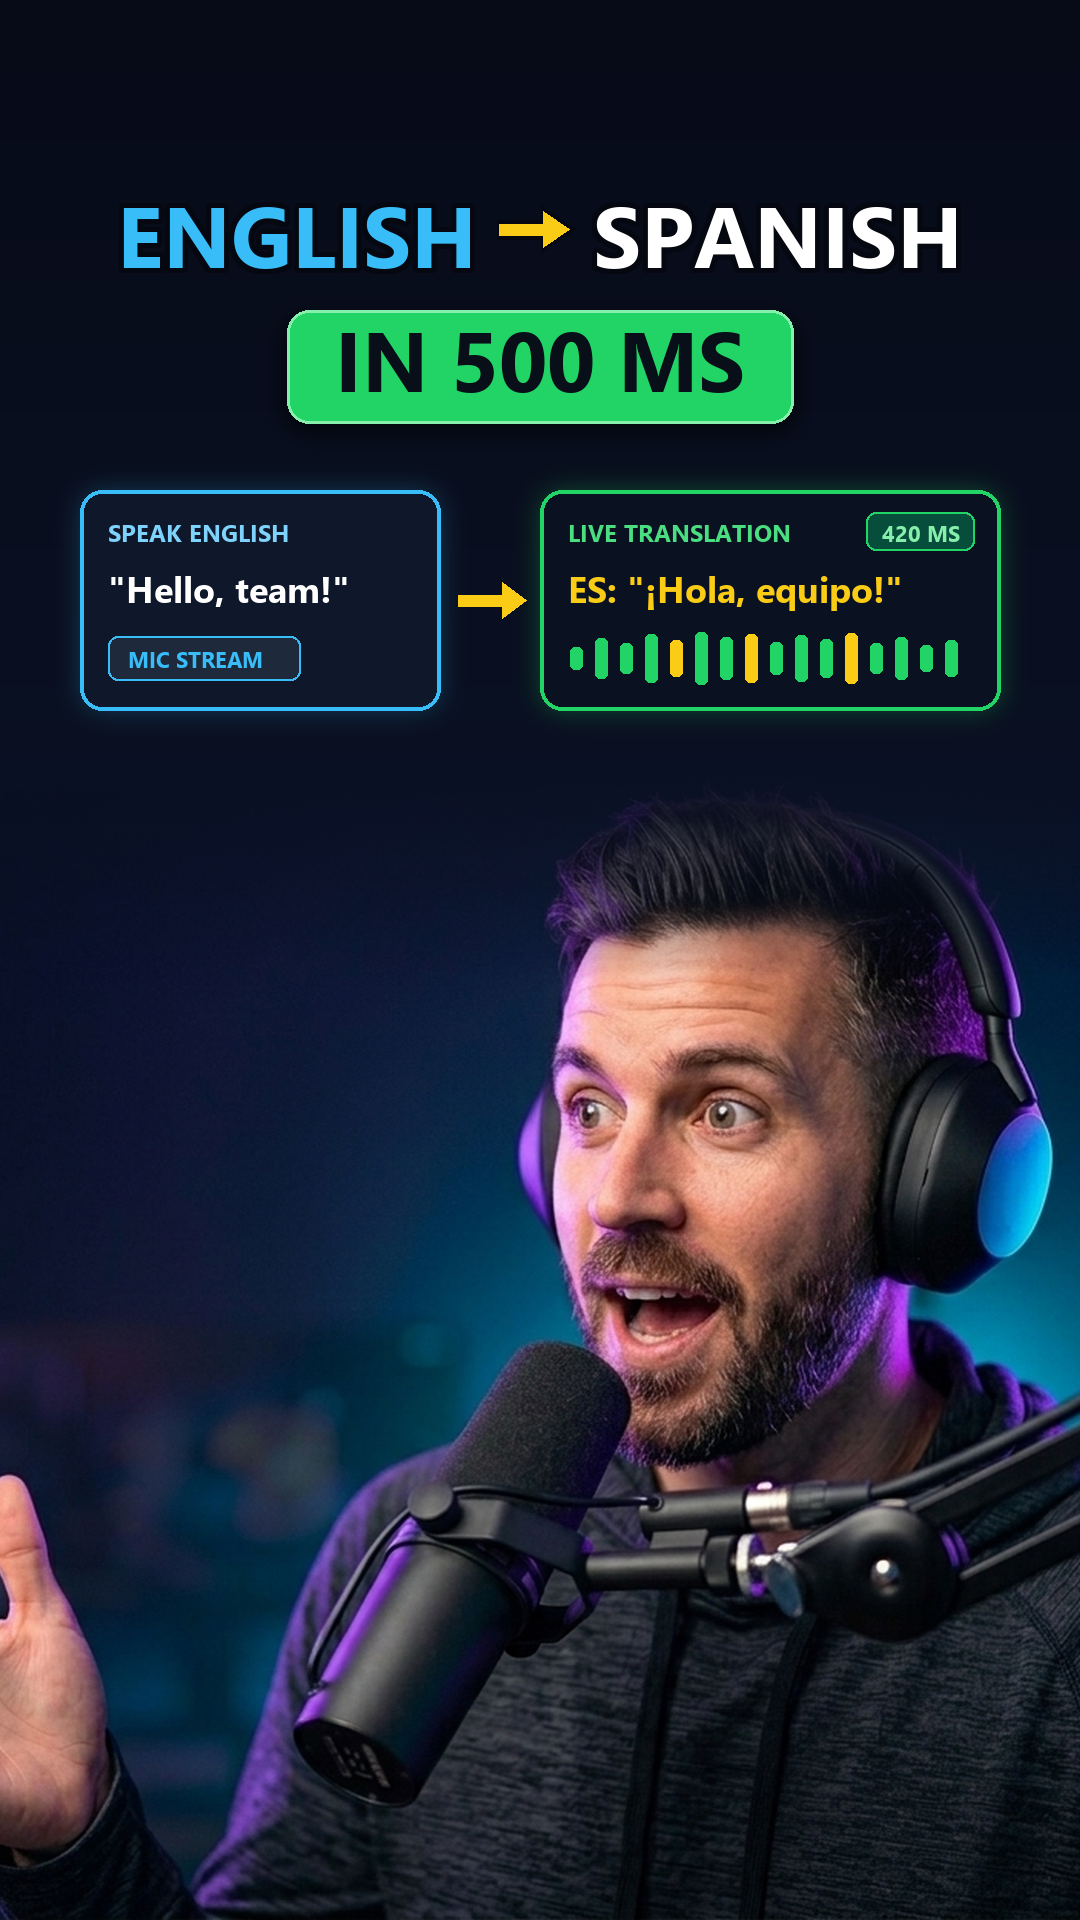 ENGLISH → SPANISH
IN 500 MS
SPEAK ENGLISH
"Hello, team!"
MIC STREAM
LIVE TRANSLATION
420 MS
ES: "¡Hola, equipo!"